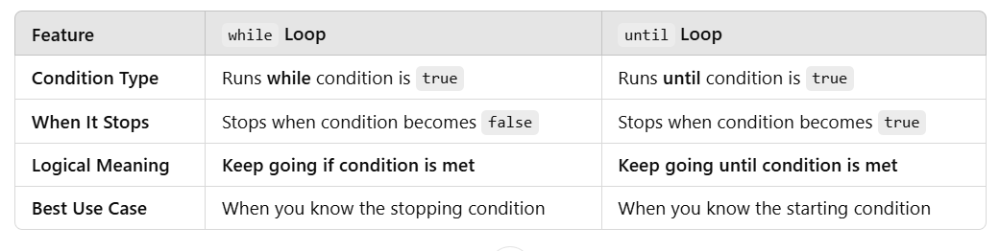 Feature while Loop until Loop
Condition Type Runs while condition is true Runs until condition is true
When It Stops Stops when condition becomes false Stops when condition becomes true
Logical Meaning Keep going if condition is met Keep going until condition is met
Best Use Case When you know the stopping condition When you know the starting condition